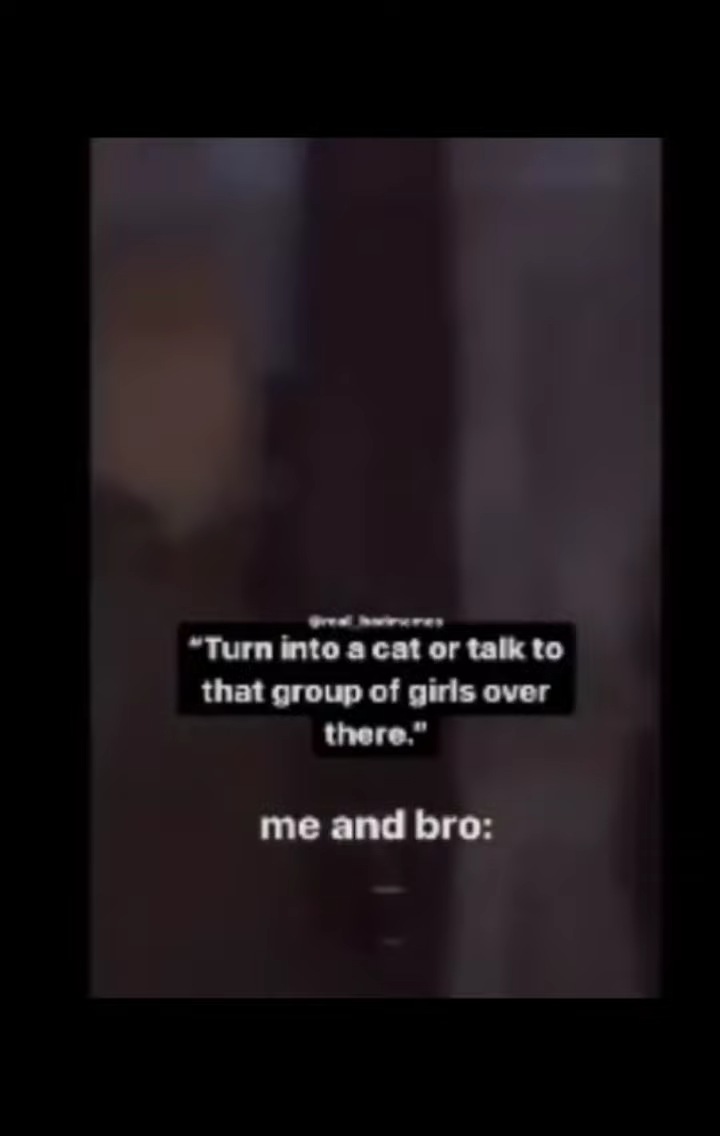 “Turn into a cat or talk to
that group of girls over
there.”
me and bro: